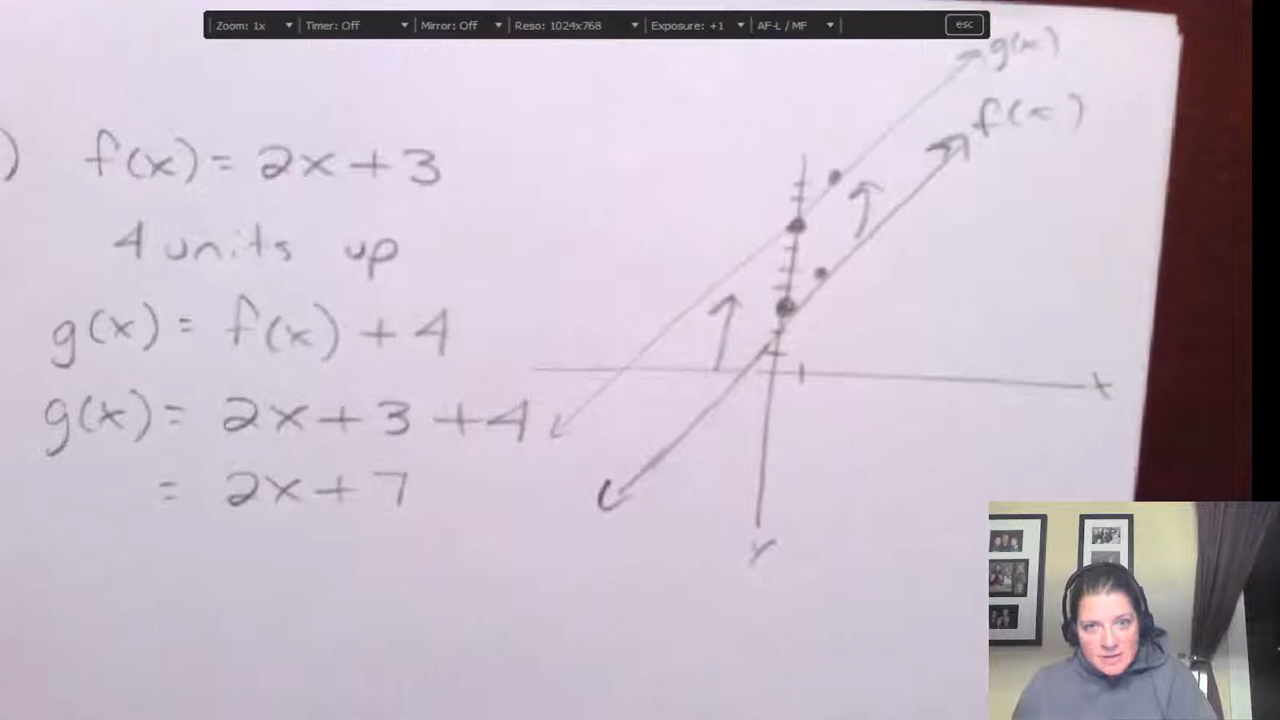 Zoom: 1x Timer: Off Mirror: Off Reso: 1024x768 Exposure: +1 AF-L / MF esc
) f(x) = 2x + 3
4 units up
g(x) = f(x) + 4
g(x) = 2x + 3 + 4
= 2x + 7
g(x)
f(x)
x
Y